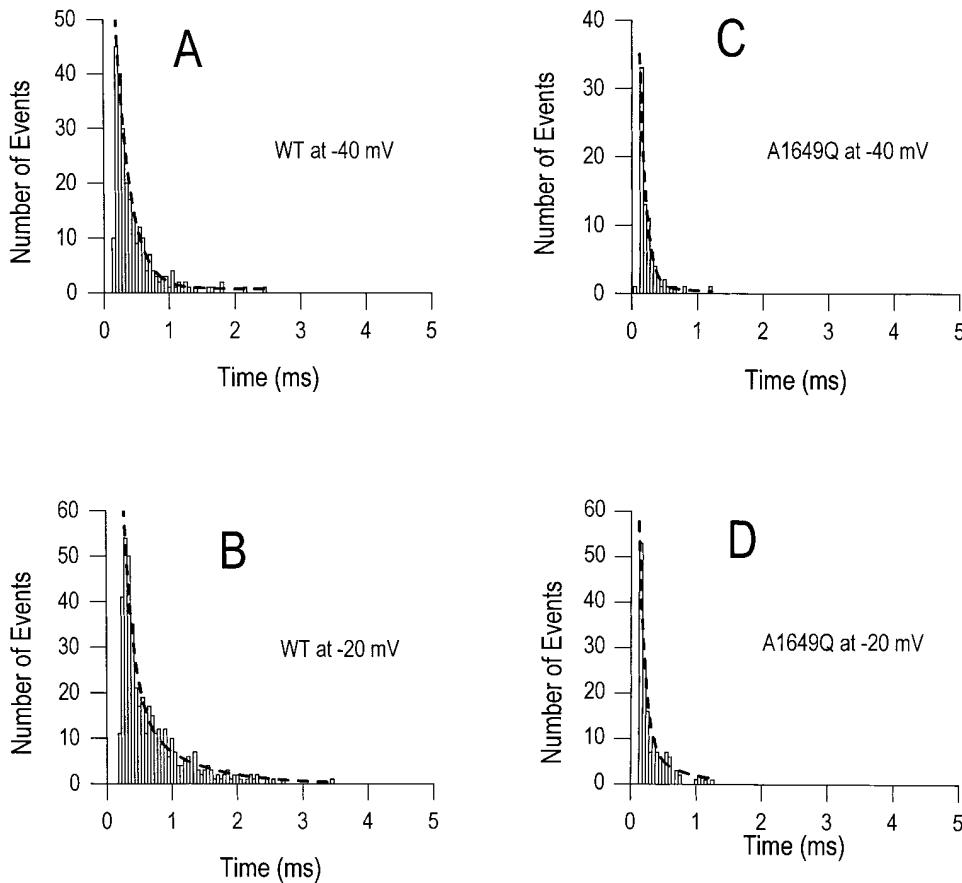 A
Number of Events
50
40
30
20
10
0
WT at -40 mV
0 1 2 3 4 5
Time (ms)
C
Number of Events
40
30
20
10
0
A1649Q at -40 mV
0 1 2 3 4 5
Time (ms)
B
Number of Events
60
50
40
30
20
10
0
WT at -20 mV
0 1 2 3 4 5
Time (ms)
D
Number of Events
60
50
40
30
20
10
0
A1649Q at -20 mV
0 1 2 3 4 5
Time (ms)